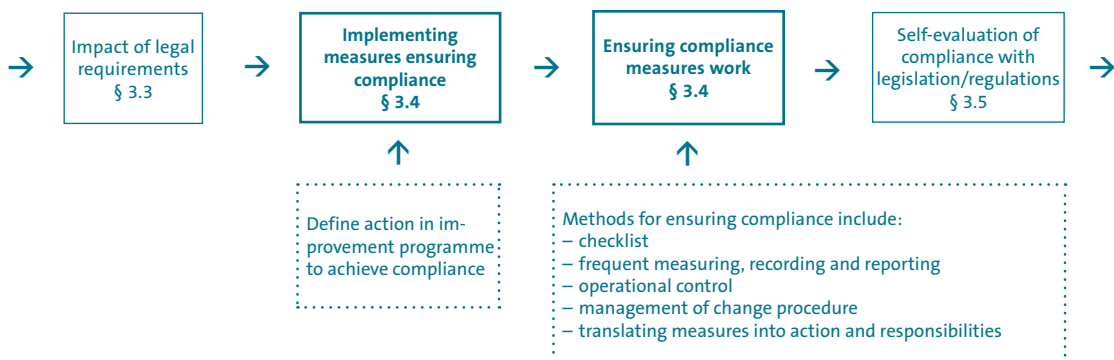 Impact of legal
requirements
§ 3.3
Implementing
measures ensuring
compliance
§ 3.4
Ensuring compliance
measures work
§ 3.4
Self-evaluation of
compliance with
legislation/regulations
§ 3.5
Define action in im-
provement programme
to achieve compliance
Methods for ensuring compliance include:
– checklist
– frequent measuring, recording and reporting
– operational control
– management of change procedure
– translating measures into action and responsibilities